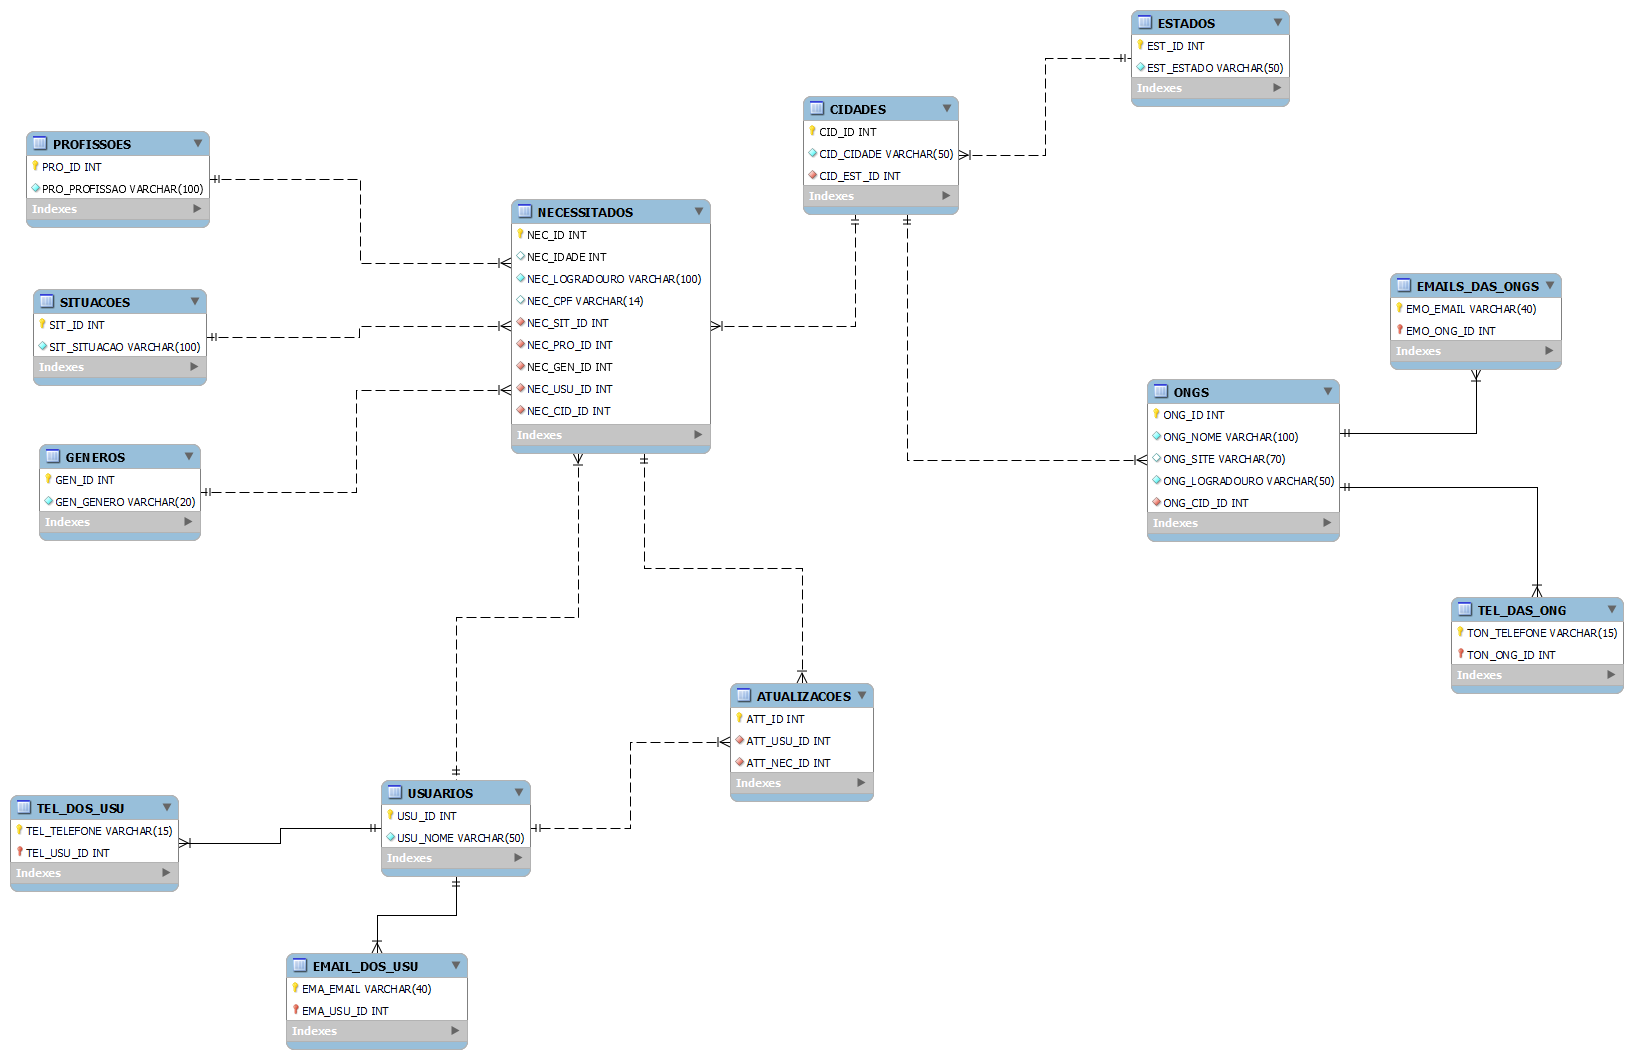 ESTADOS
EST_ID INT
EST_ESTADO VARCHAR(50)
Indexes
CIDADES
CID_ID INT
CID_CIDADE VARCHAR(50)
CID_EST_ID INT
Indexes
PROFISSOES
PRO_ID INT
PRO_PROFISSAO VARCHAR(100)
Indexes
NECESSITADOS
NEC_ID INT
NEC_IDADE INT
NEC_LOGRADOURO VARCHAR(100)
NEC_CPF VARCHAR(14)
NEC_SIT_ID INT
NEC_PRO_ID INT
NEC_GEN_ID INT
NEC_USU_ID INT
NEC_CID_ID INT
Indexes
SITUACOES
SIT_ID INT
SIT_SITUACAO VARCHAR(100)
Indexes
EMAILS_DAS_ONGS
EMO_EMAIL VARCHAR(40)
EMO_ONG_ID INT
Indexes
ONGS
ONG_ID INT
ONG_NOME VARCHAR(100)
ONG_SITE VARCHAR(70)
ONG_LOGRADOURO VARCHAR(50)
ONG_CID_ID INT
Indexes
GENEROS
GEN_ID INT
GEN_GENERO VARCHAR(20)
Indexes
TEL_DAS_ONG
TON_TELEFONE VARCHAR(15)
TON_ONG_ID INT
Indexes
ATUALIZACOES
ATT_ID INT
ATT_USU_ID INT
ATT_NEC_ID INT
Indexes
USUARIOS
USU_ID INT
USU_NOME VARCHAR(50)
Indexes
TEL_DOS_USU
TEL_TELEFONE VARCHAR(15)
TEL_USU_ID INT
Indexes
EMAIL_DOS_USU
EMA_EMAIL VARCHAR(40)
EMA_USU_ID INT
Indexes